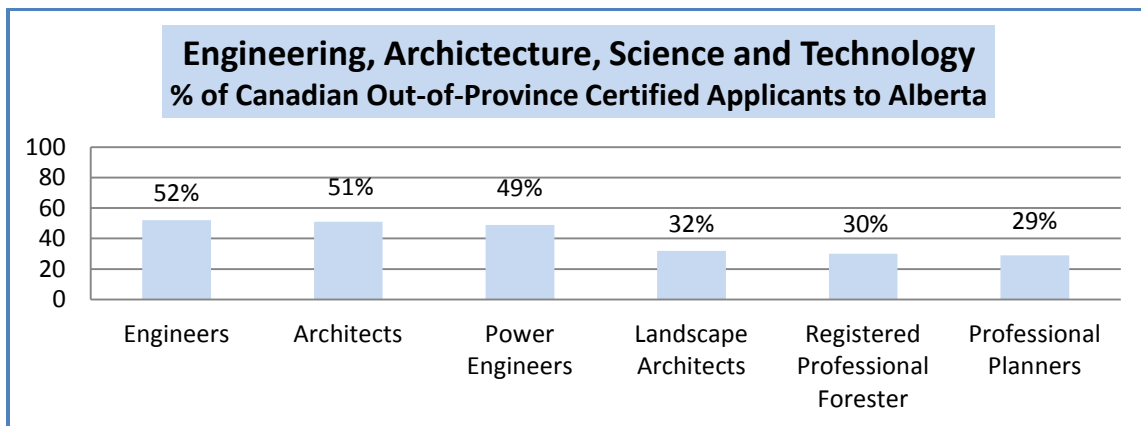 Engineering, Archictecture, Science and Technology
% of Canadian Out-of-Province Certified Applicants to Alberta
100
80
60
40
20
0
52%
51%
49%
32%
30%
29%
Engineers
Architects
Power
Engineers
Landscape
Architects
Registered
Professional
Forester
Professional
Planners